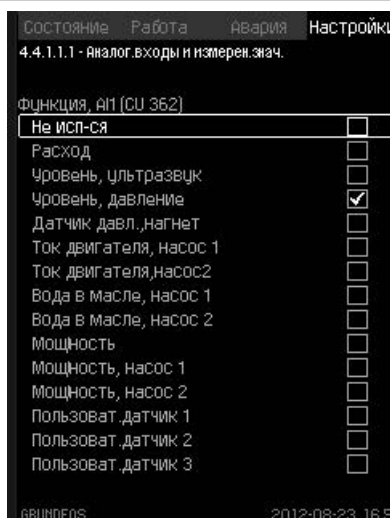 Состояние Работа Авария Настройки
4.4.1.1.1 - Аналог.входы и измерен.знач.
Функция, AI1 (CU 362)
Не исп-ся
Расход
Уровень, ультразвук
Уровень, давление
Датчик давл.,нагнет
Ток двигателя, насос 1
Ток двигателя,насос2
Вода в масле, насос 1
Вода в масле, насос 2
Мощность
Мощность, насос 1
Мощность, насос 2
Пользоват.датчик 1
Пользоват.датчик 2
Пользоват.датчик 3
GRUNDFOS 2012-08-23